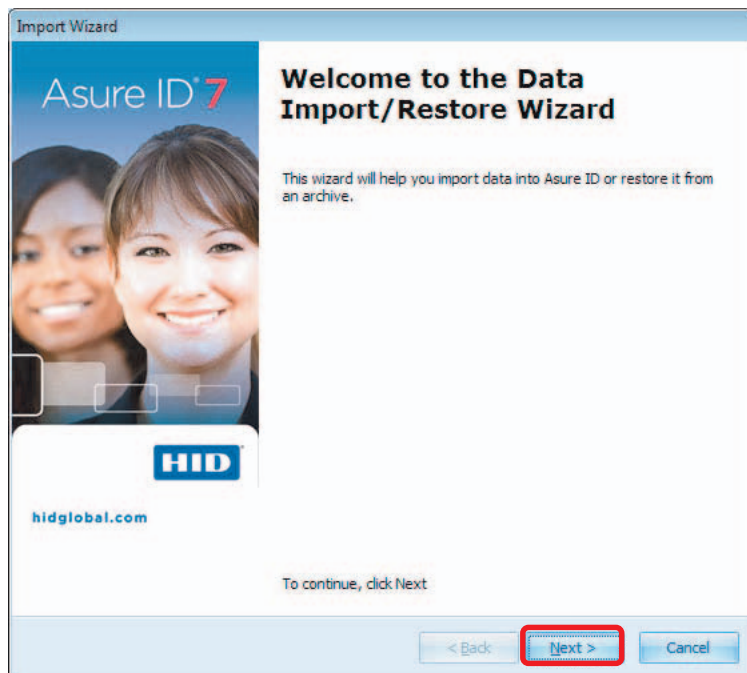 Import Wizard
Asure ID® 7
Welcome to the Data
Import/Restore Wizard
This wizard will help you import data into Asure ID or restore it from
an archive.
HID
hidglobal.com
To continue, click Next
< Back
Next >
Cancel